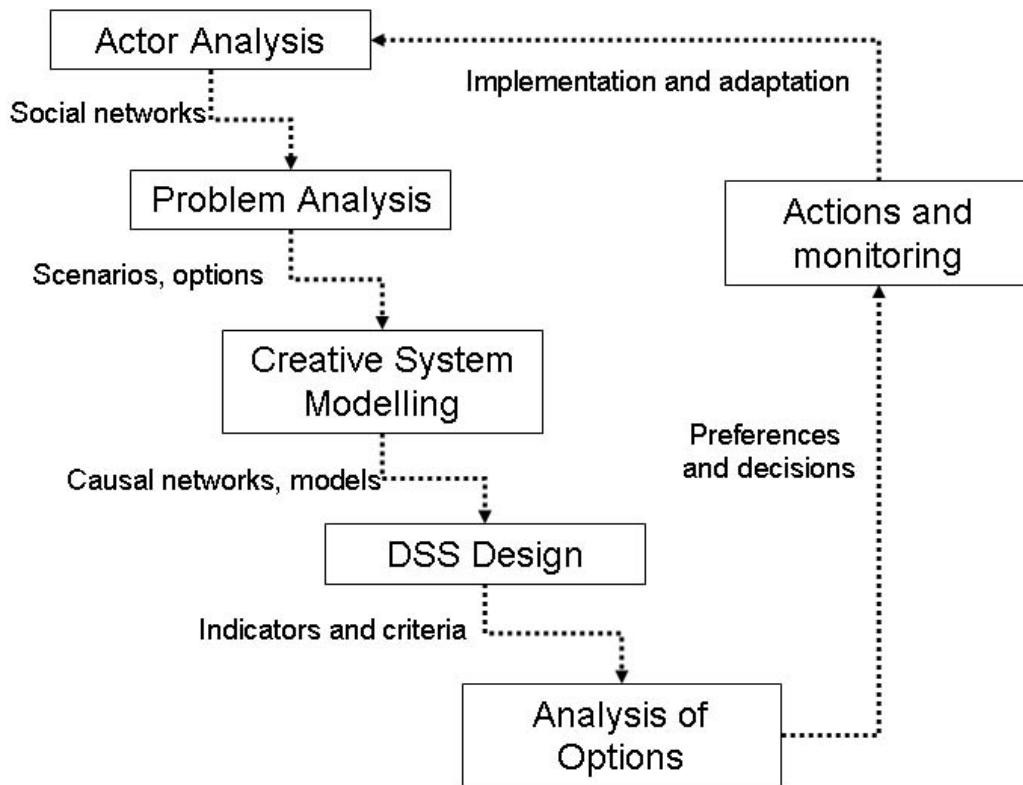 Actor Analysis
Implementation and adaptation
Social networks
Problem Analysis
Actions and
monitoring
Scenarios, options
Creative System
Modelling
Preferences
and decisions
Causal networks, models
DSS Design
Indicators and criteria
Analysis of
Options